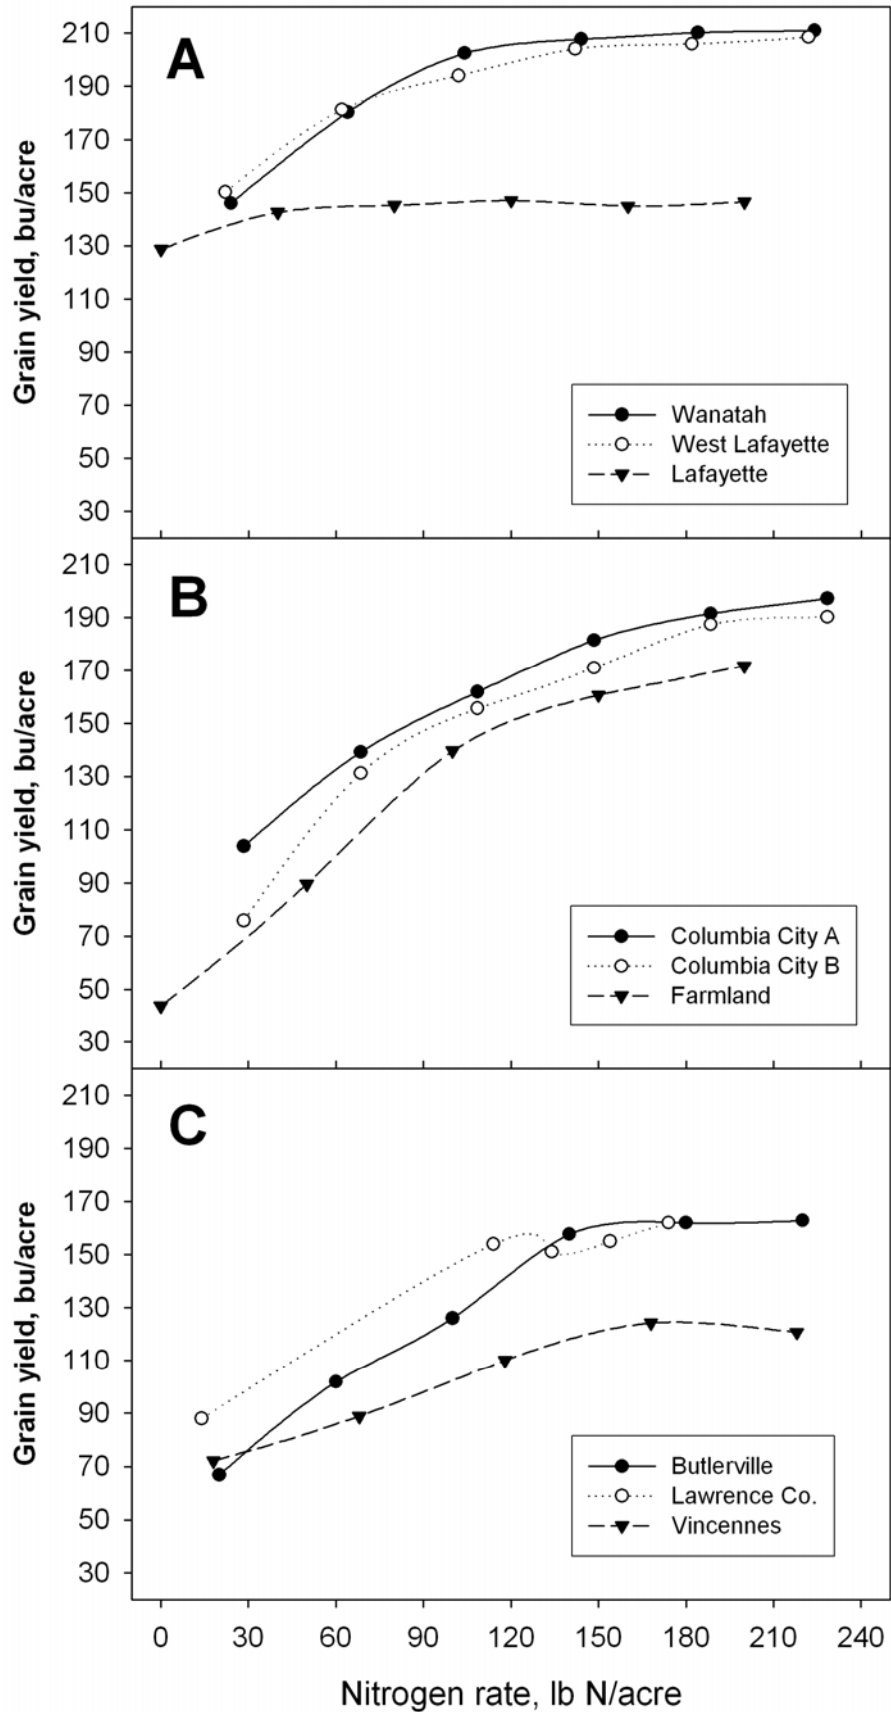 A
210
190
170
150
130
110
90
70
50
30
Grain yield, bu/acre
Wanatah
West Lafayette
Lafayette
B
210
190
170
150
130
110
90
70
50
30
Grain yield, bu/acre
Columbia City A
Columbia City B
Farmland
C
210
190
170
150
130
110
90
70
50
30
Grain yield, bu/acre
Butlerville
Lawrence Co.
Vincennes
0 30 60 90 120 150 180 210 240
Nitrogen rate, lb N/acre